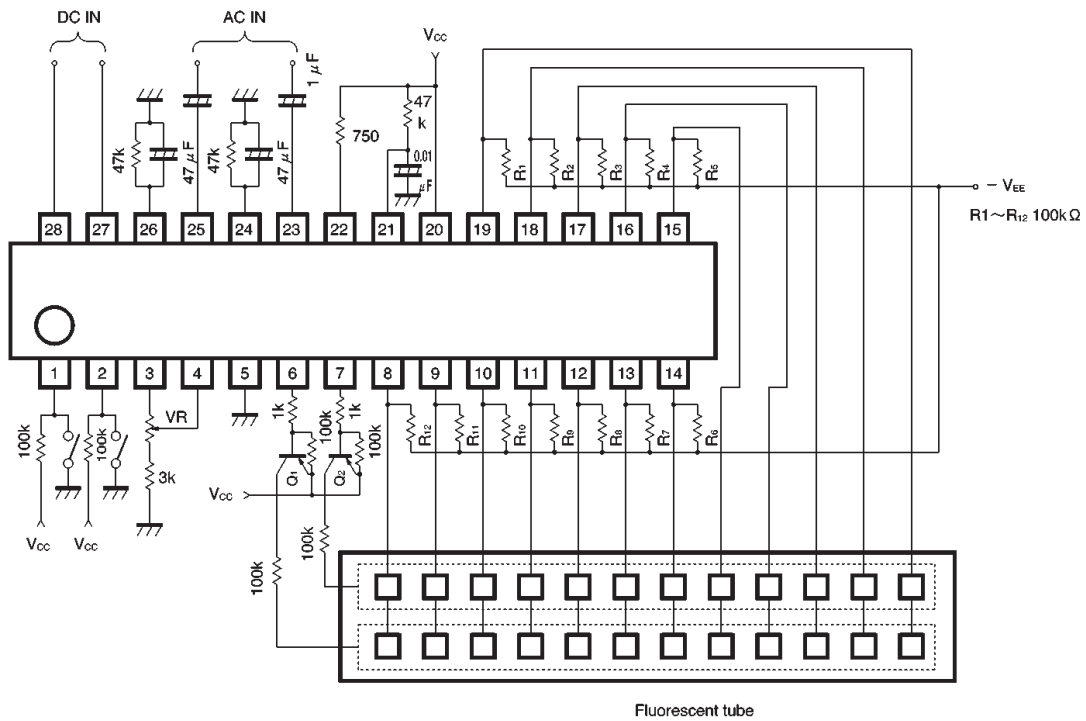 DC IN
AC IN
1 μF
VCC
47k
47 μF
47k
47 μF
750
47
k
0.01
μF
R1
R2
R3
R4
R5
− VEE
R1～R12 100kΩ
28
27
26
25
24
23
22
21
20
19
18
17
16
15
1
2
3
4
5
6
7
8
9
10
11
12
13
14
100k
100k
VR
3k
1k
100k
1k
100k
R12
R11
R10
R9
R8
R7
R6
Q1
Q2
VCC
VCC
VCC
100k
100k
Fluorescent tube